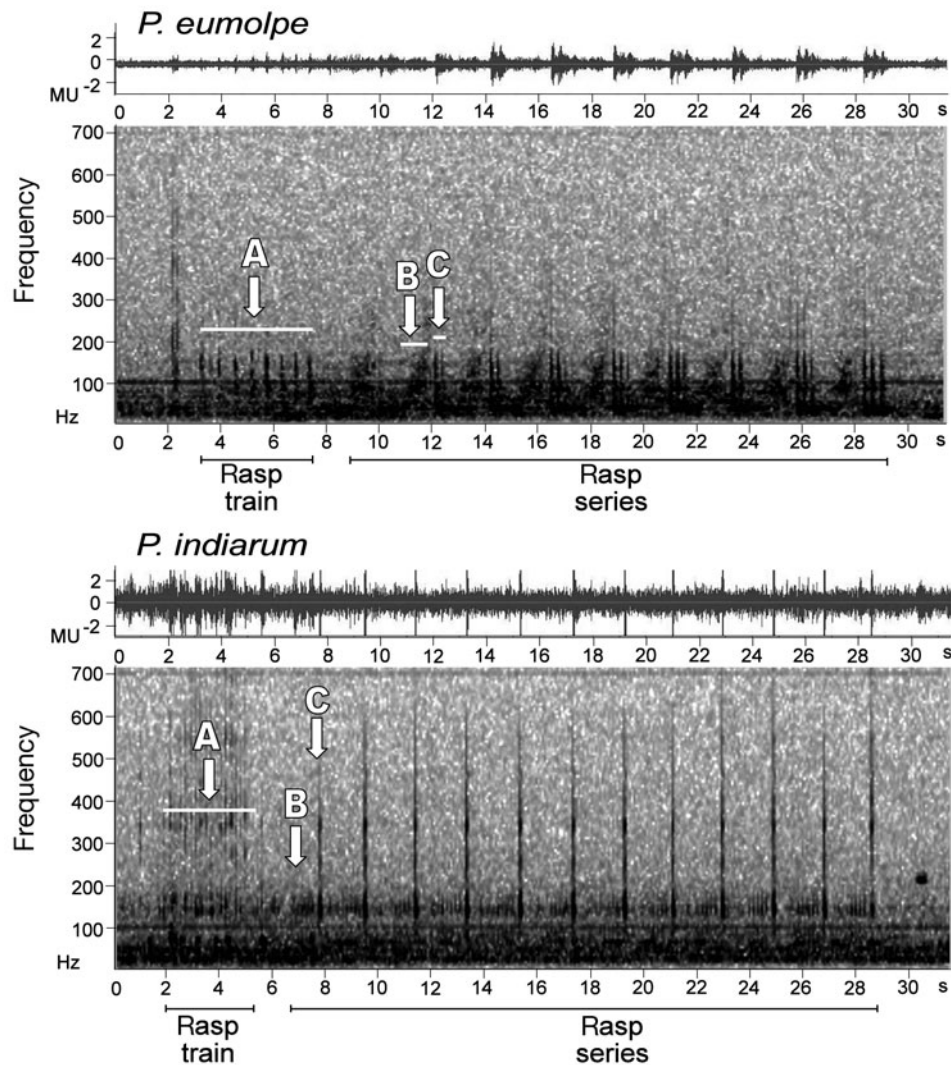 P. eumolpe
2
0
-2
MU
0 2 4 6 8 10 12 14 16 18 20 22 24 26 28 30 s
700
600
500
400
300
200
100
Hz
Frequency
A
B
C
0 2 4 6 8 10 12 14 16 18 20 22 24 26 28 30 s
Rasp train
Rasp series
P. indiarum
2
0
-2
MU
0 2 4 6 8 10 12 14 16 18 20 22 24 26 28 30 s
700
600
500
400
300
200
100
Hz
Frequency
A
B
C
0 2 4 6 8 10 12 14 16 18 20 22 24 26 28 30 s
Rasp train
Rasp series